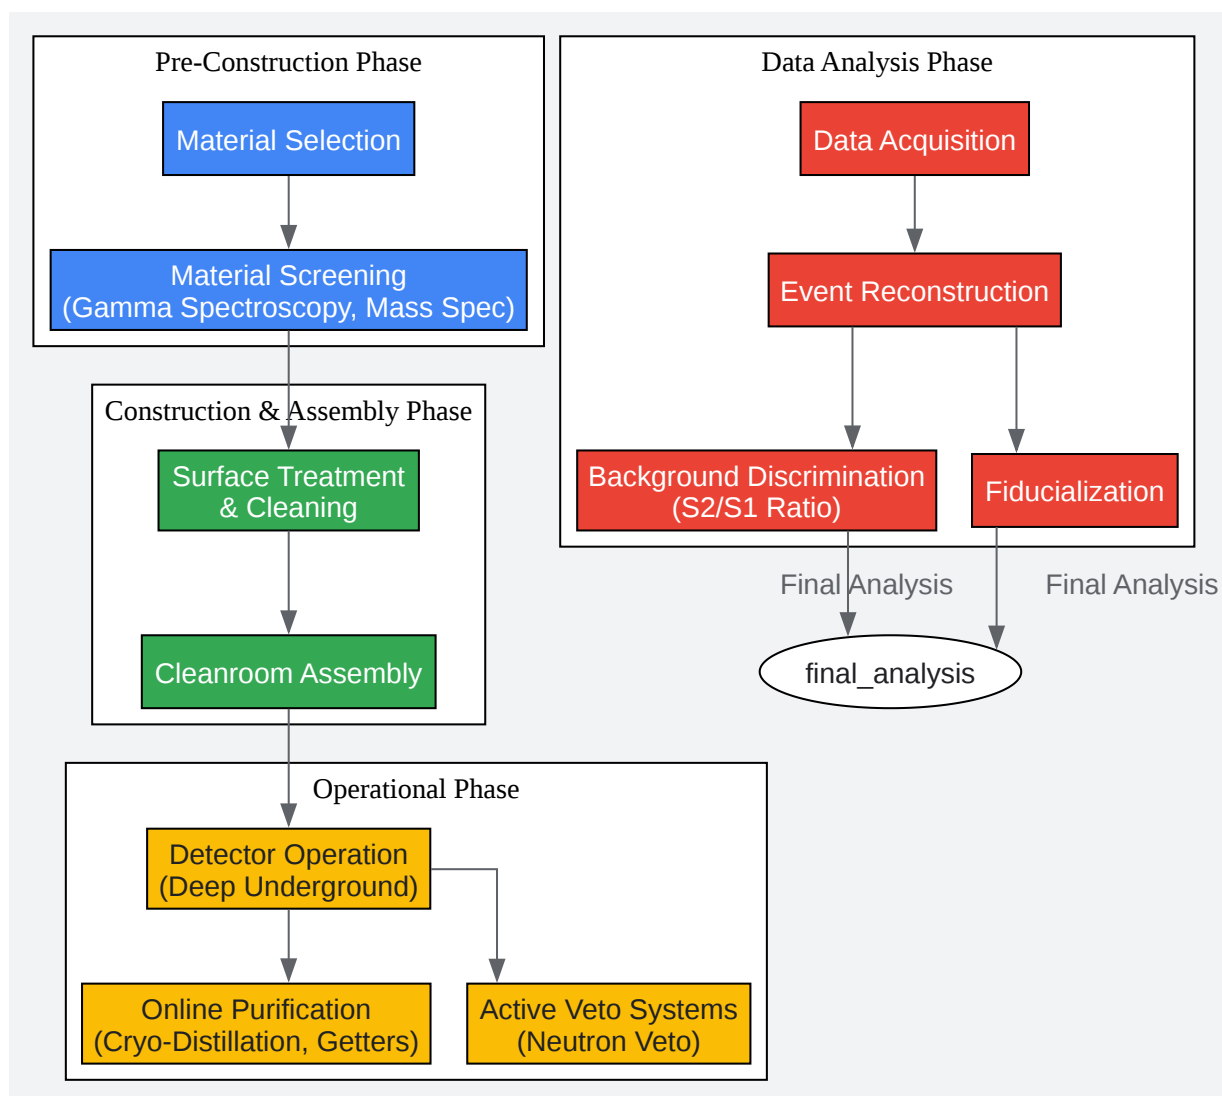 Pre-Construction Phase
Material Selection
Material Screening
(Gamma Spectroscopy, Mass Spec)
Construction & Assembly Phase
Surface Treatment
& Cleaning
Cleanroom Assembly
Operational Phase
Detector Operation
(Deep Underground)
Online Purification
(Cryo-Distillation, Getters)
Active Veto Systems
(Neutron Veto)
Data Analysis Phase
Data Acquisition
Event Reconstruction
Background Discrimination
(S2/S1 Ratio)
Fiducialization
Final Analysis
Final Analysis
final_analysis